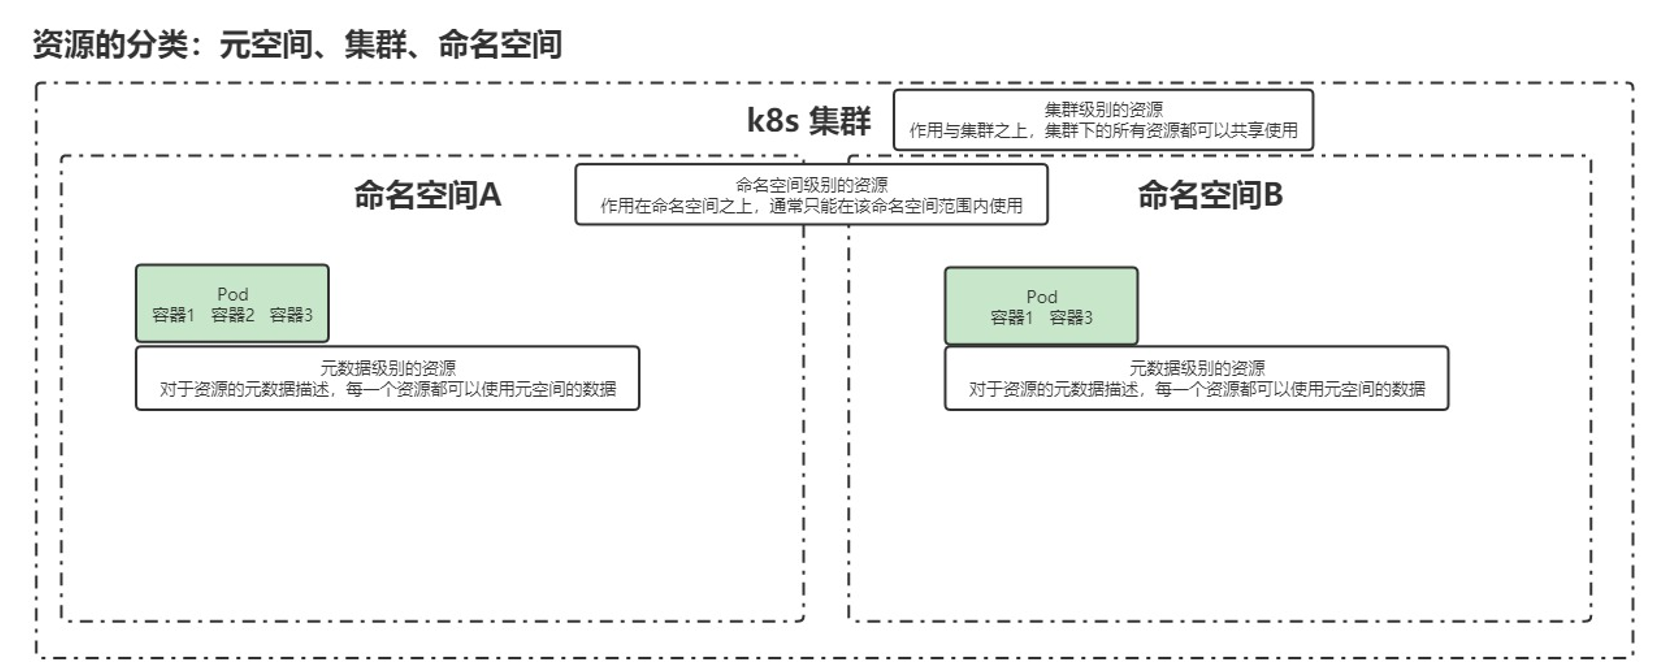 资源的分类：元空间、集群、命名空间
k8s 集群
集群级别的资源
作用与集群之上，集群下的所有资源都可以共享使用
命名空间A
命名空间级别的资源
作用在命名空间之上，通常只能在该命名空间范围内使用
命名空间B
Pod
容器1 容器2 容器3
元数据级别的资源
对于资源的元数据描述，每一个资源都可以使用元空间的数据
Pod
容器1 容器3
元数据级别的资源
对于资源的元数据描述，每一个资源都可以使用元空间的数据